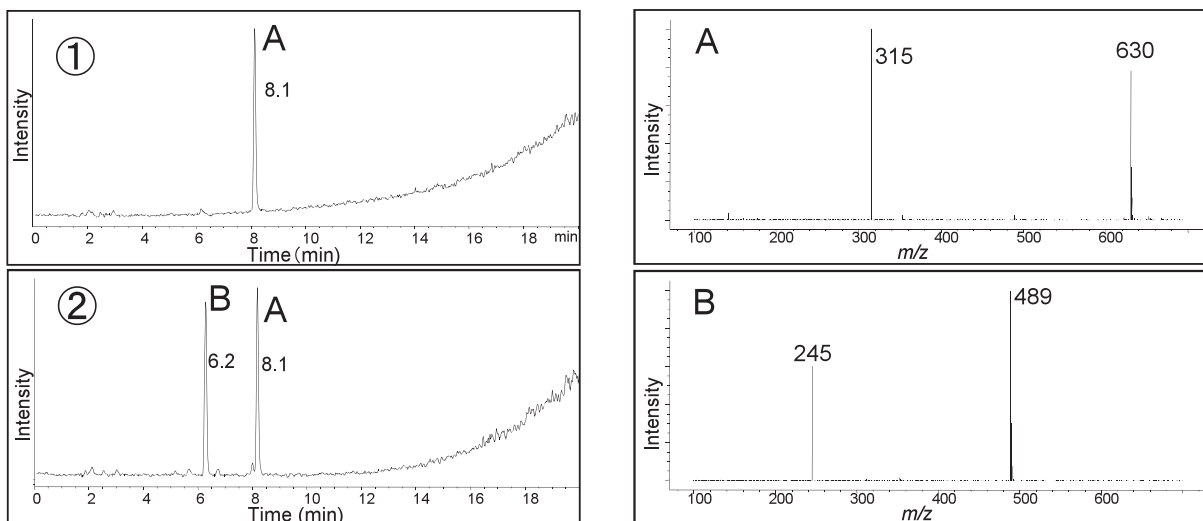 ①
A
8.1
Intensity
0 2 4 6 8 10 12 14 16 18 min
Time (min)
A
315
630
Intensity
100 200 300 400 500 600
m/z
②
B
A
6.2
8.1
Intensity
0 2 4 6 8 10 12 14 16 18
Time (min)
B
489
245
Intensity
100 200 300 400 500 600
m/z